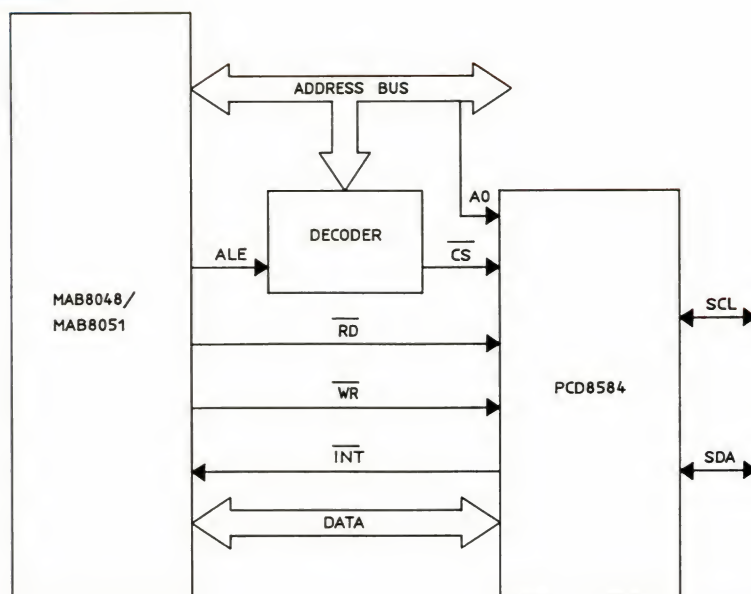 ADDRESS BUS
A0
DECODER
ALE
CS
MAB8048/
MAB8051
RD
SCL
WR
PCD8584
INT
SDA
DATA